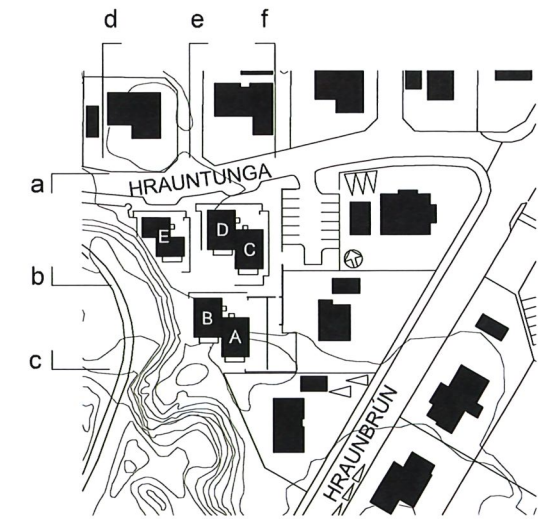 d e f
a
HRAUNTUNGA
E D C
b
B A
c
HRAUNBRÚN